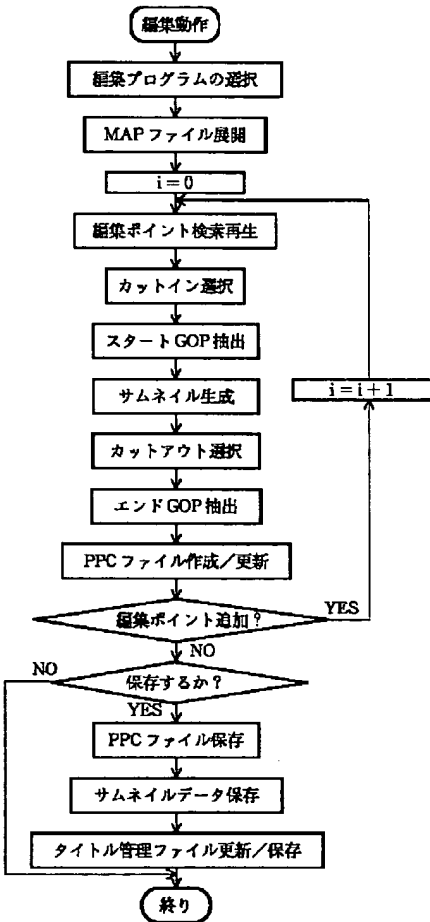 編集動作
編集プログラムの選択
MAPファイル展開
i=0
編集ポイント検索再生
カットイン選択
スタートGOP抽出
サムネイル生成
i=i+1
カットアウト選択
エンドGOP抽出
PPCファイル作成/更新
編集ポイント追加?
YES
NO
保存するか?
NO
YES
PPCファイル保存
サムネイルデータ保存
タイトル管理ファイル更新/保存
終り